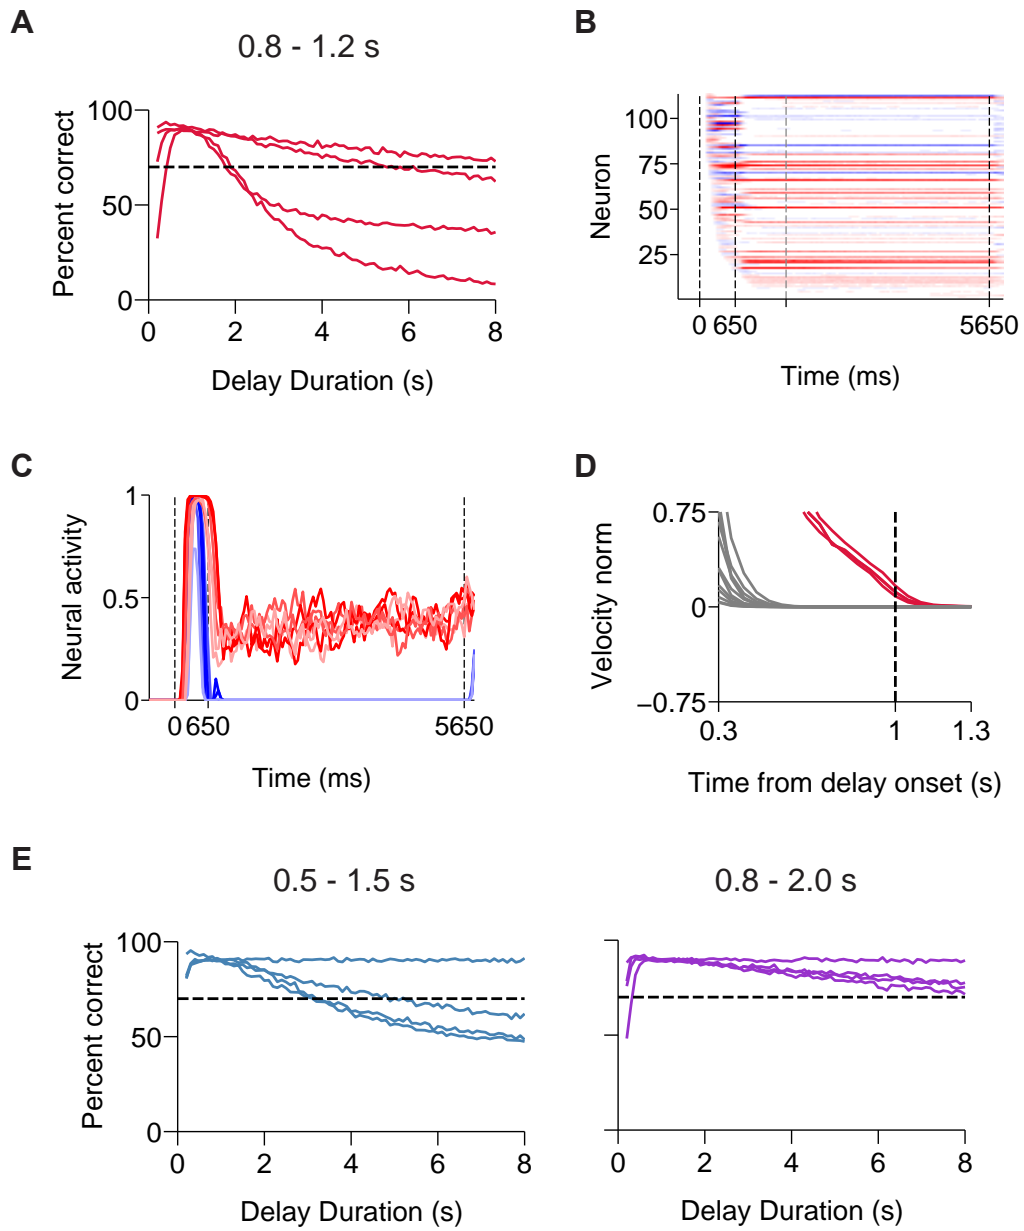 A
0.8 - 1.2 s
Percent correct
100
50
0
0 2 4 6 8
Delay Duration (s)
B
Neuron
100
75
50
25
0 650 5650
Time (ms)
C
Neural activity
1
0.5
0
0 650 5650
Time (ms)
D
Velocity norm
0.75
0
−0.75
0.3 1 1.3
Time from delay onset (s)
E
0.5 - 1.5 s
Percent correct
100
50
0
0 2 4 6 8
Delay Duration (s)
0.8 - 2.0 s
0 2 4 6 8
Delay Duration (s)